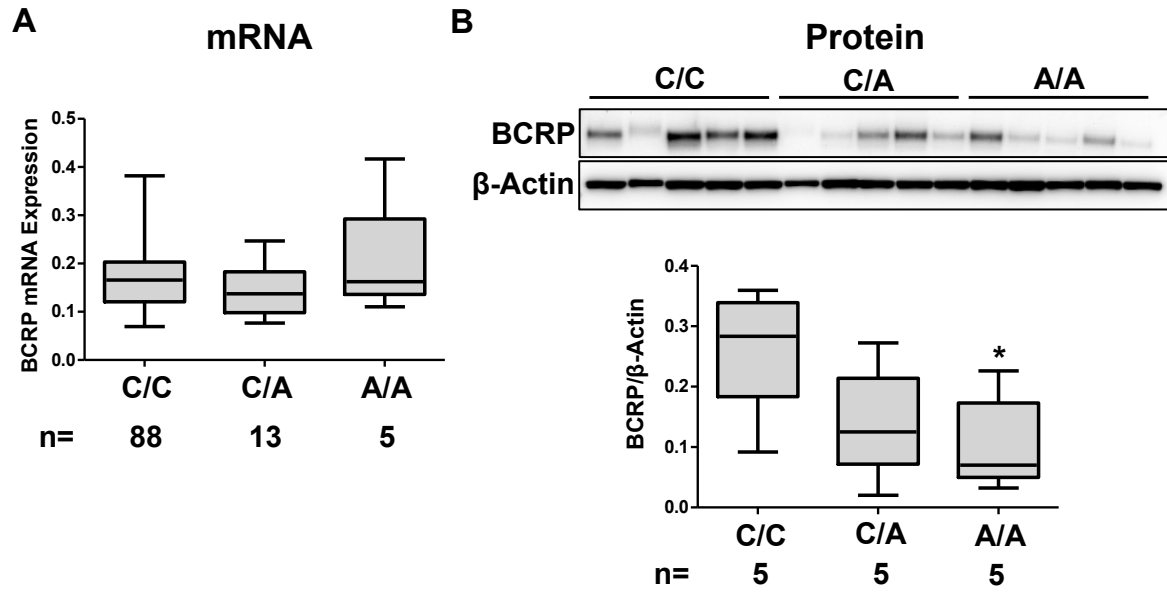 A
mRNA
BCRP mRNA Expression
0.5
0.4
0.3
0.2
0.1
0.0
C/C C/A A/A
n= 88 13 5
B
Protein
C/C C/A A/A
BCRP
β-Actin
BCRP/β-Actin
0.4
0.3
0.2
0.1
0.0
*
C/C C/A A/A
n= 5 5 5